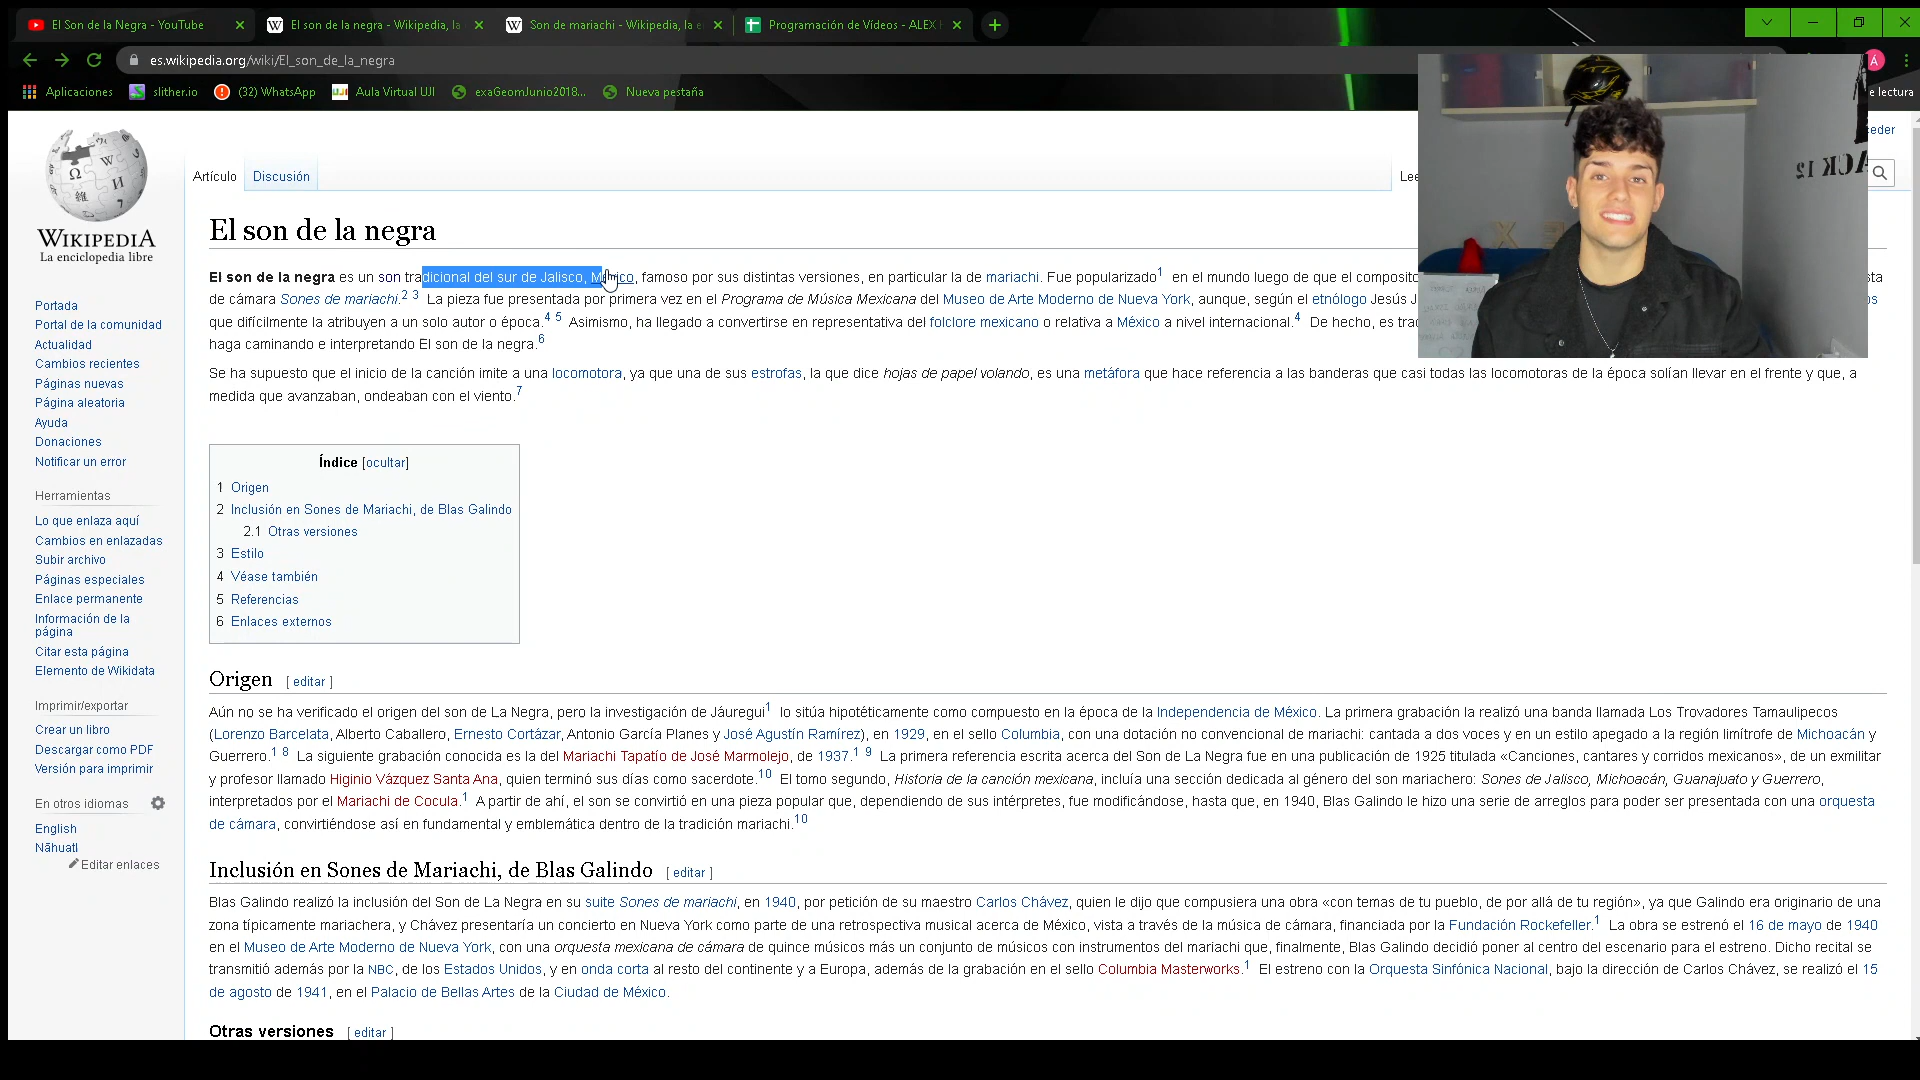 El Son de la Negra - YouTube
El son de la negra - Wikipedia, la
Son de mariachi - Wikipedia, la e
Programación de Vídeos - ALEX
es.wikipedia.org/wiki/El_son_de_la_negra
Á
Aplicaciones
slither.io
(32) WhatsApp
Aula Virtual UJI
exaGeomJunio2018...
Nueva pestaña
e lectura
WIKIPEDIA
La enciclopedia libre
Portada
Portal de la comunidad
Actualidad
Cambios recientes
Páginas nuevas
Página aleatoria
Ayuda
Donaciones
Notificar un error
Herramientas
Lo que enlaza aquí
Cambios en enlazadas
Subir archivo
Páginas especiales
Enlace permanente
Información de la
página
Citar esta página
Elemento de Wikidata
Imprimir/exportar
Crear un libro
Descargar como PDF
Versión para imprimir
En otros idiomas
English
Nāhuatl
Editar enlaces
Artículo
Discusión
Lee
ceder
El son de la negra
El son de la negra es un son tradicional del sur de Jalisco, México, famoso por sus distintas versiones, en particular la de mariachi. Fue popularizado1 en el mundo luego de que el composito
sta
de cámara Sones de mariachi.2 3 La pieza fue presentada por primera vez en el Programa de Música Mexicana del Museo de Arte Moderno de Nueva York, aunque, según el etnólogo Jesús J
os
que difícilmente la atribuyen a un solo autor o época.4 5 Asimismo, ha llegado a convertirse en representativa del folclore mexicano o relativa a México a nivel internacional.4 De hecho, es trad
haga caminando e interpretando El son de la negra.6
Se ha supuesto que el inicio de la canción imite a una locomotora, ya que una de sus estrofas, la que dice hojas de papel volando, es una metáfora que hace referencia a las banderas que casi todas las locomotoras de la época solían llevar en el frente y que, a
medida que avanzaban, ondeaban con el viento.7
Índice [ocultar]
1 Origen
2 Inclusión en Sones de Mariachi, de Blas Galindo
2.1 Otras versiones
3 Estilo
4 Véase también
5 Referencias
6 Enlaces externos
Origen [ editar ]
Aún no se ha verificado el origen del son de La Negra, pero la investigación de Jáuregui1 lo sitúa hipotéticamente como compuesto en la época de la Independencia de México. La primera grabación la realizó una banda llamada Los Trovadores Tamaulipecos
(Lorenzo Barcelata, Alberto Caballero, Ernesto Cortázar, Antonio García Planes y José Agustín Ramírez), en 1929, en el sello Columbia, con una dotación no convencional de mariachi: cantada a dos voces y en un estilo apegado a la región limítrofe de Michoacán y
Guerrero.1 8 La siguiente grabación conocida es la del Mariachi Tapatío de José Marmolejo, de 1937.1 9 La primera referencia escrita acerca del Son de La Negra fue en una publicación de 1925 titulada «Canciones, cantares y corridos mexicanos», de un exmilitar
y profesor llamado Higinio Vázquez Santa Ana, quien terminó sus días como sacerdote.10 El tomo segundo, Historia de la canción mexicana, incluía una sección dedicada al género del son mariachero: Sones de Jalisco, Michoacán, Guanajuato y Guerrero,
interpretados por el Mariachi de Cocula.1 A partir de ahí, el son se convirtió en una pieza popular que, dependiendo de sus intérpretes, fue modificándose, hasta que, en 1940, Blas Galindo le hizo una serie de arreglos para poder ser presentada con una orquesta
de cámara, convirtiéndose así en fundamental y emblemática dentro de la tradición mariachi.10
Inclusión en Sones de Mariachi, de Blas Galindo [ editar ]
Blas Galindo realizó la inclusión del Son de La Negra en su suite Sones de mariachi, en 1940, por petición de su maestro Carlos Chávez, quien le dijo que compusiera una obra «con temas de tu pueblo, de por allá de tu región», ya que Galindo era originario de una
zona típicamente mariachera, y Chávez presentaría un concierto en Nueva York como parte de una retrospectiva musical acerca de México, vista a través de la música de cámara, financiada por la Fundación Rockefeller.1 La obra se estrenó el 16 de mayo de 1940
en el Museo de Arte Moderno de Nueva York, con una orquesta mexicana de cámara de quince músicos más un conjunto de músicos con instrumentos del mariachi que, finalmente, Blas Galindo decidió poner al centro del escenario para el estreno. Dicho recital se
transmitió además por la NBC, de los Estados Unidos, y en onda corta al resto del continente y a Europa, además de la grabación en el sello Columbia Masterworks.1 El estreno con la Orquesta Sinfónica Nacional, bajo la dirección de Carlos Chávez, se realizó el 15
de agosto de 1941, en el Palacio de Bellas Artes de la Ciudad de México.
Otras versiones [ editar ]